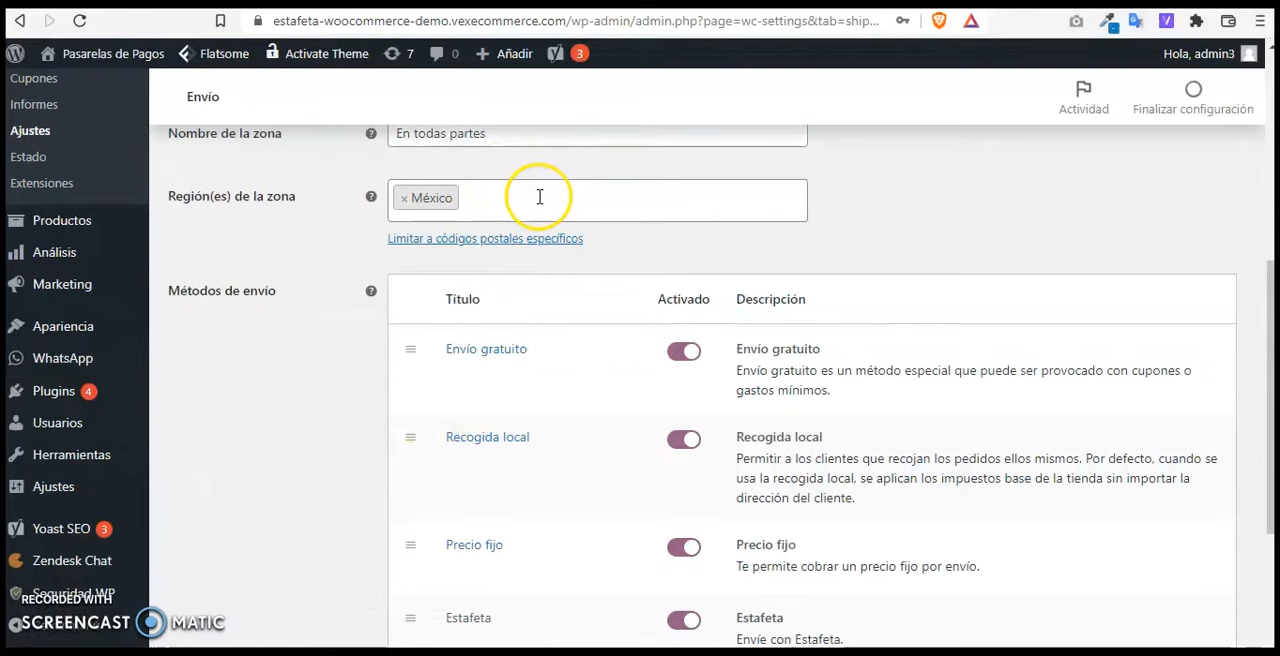 estafeta-woocommerce-demo.vexecommerce.com/wp-admin/admin.php?page=wc-settings&tab=ship...
Pasarelas de Pagos
Flatsome
Activate Theme
7
0
Añadir
3
Hola, admin3
Cupones
Informes
Ajustes
Estado
Extensiones
Productos
Análisis
Marketing
Apariencia
WhatsApp
Plugins 4
Usuarios
Herramientas
Ajustes
Yoast SEO 3
Zendesk Chat
Seguridad WP
RECORDED WITH
SCREENCAST MATIC
Envío
Actividad
Finalizar configuración
Nombre de la zona
En todas partes
Región(es) de la zona
× México
Limitar a códigos postales específicos
Métodos de envío
Título Activado Descripción
Envío gratuito
Envío gratuito
Envío gratuito es un método especial que puede ser provocado con cupones o
gastos mínimos.
Recogida local
Recogida local
Permitir a los clientes que recojan los pedidos ellos mismos. Por defecto, cuando se
usa la recogida local, se aplican los impuestos base de la tienda sin importar la
dirección del cliente.
Precio fijo
Precio fijo
Te permite cobrar un precio fijo por envío.
Estafeta
Estafeta
Envíe con Estafeta.